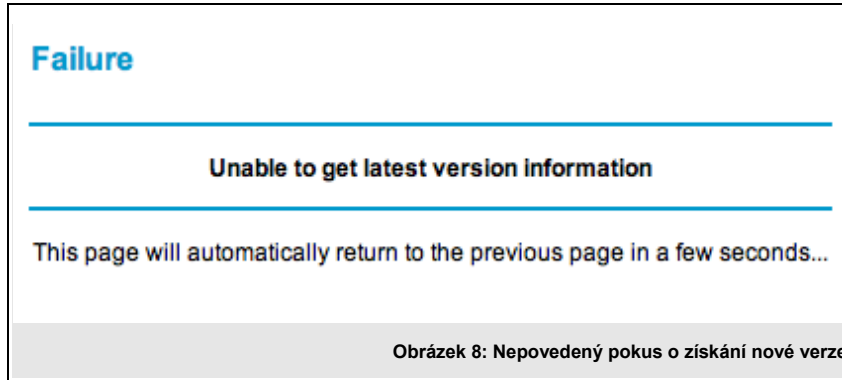 Failure
Unable to get latest version information
This page will automatically return to the previous page in a few seconds...
Obrázek 8: Nepovedený pokus o získání nové verze